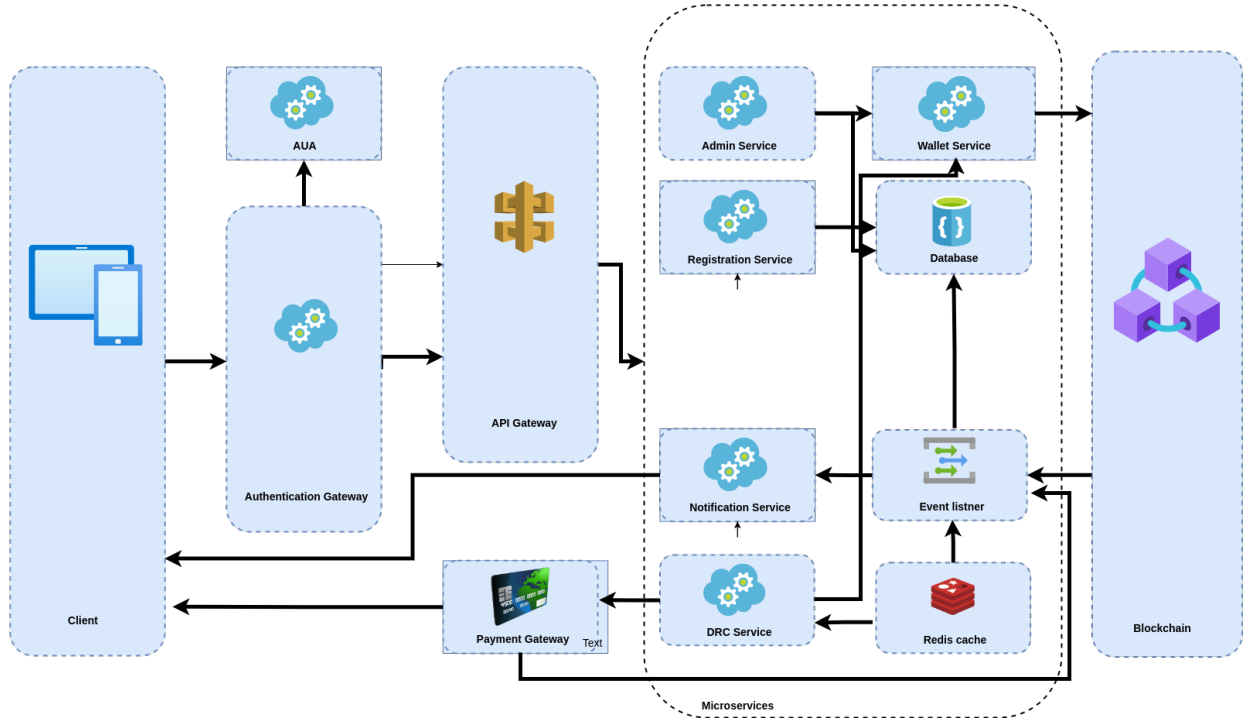 AUA
Admin Service
Wallet Service
Registration Service
Database
API Gateway
Authentication Gateway
Notification Service
Event listner
Client
Payment Gateway
Text
DRC Service
Redis cache
Blockchain
Microservices